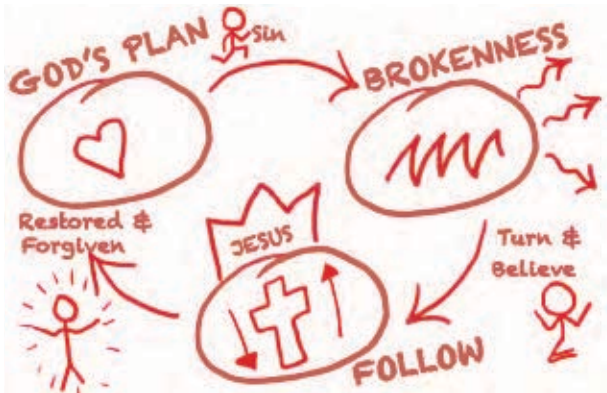 GOD'S PLAN
Sin
BROKENNESS
Restored &
Forgiven
JESUS
Turn &
Believe
FOLLOW